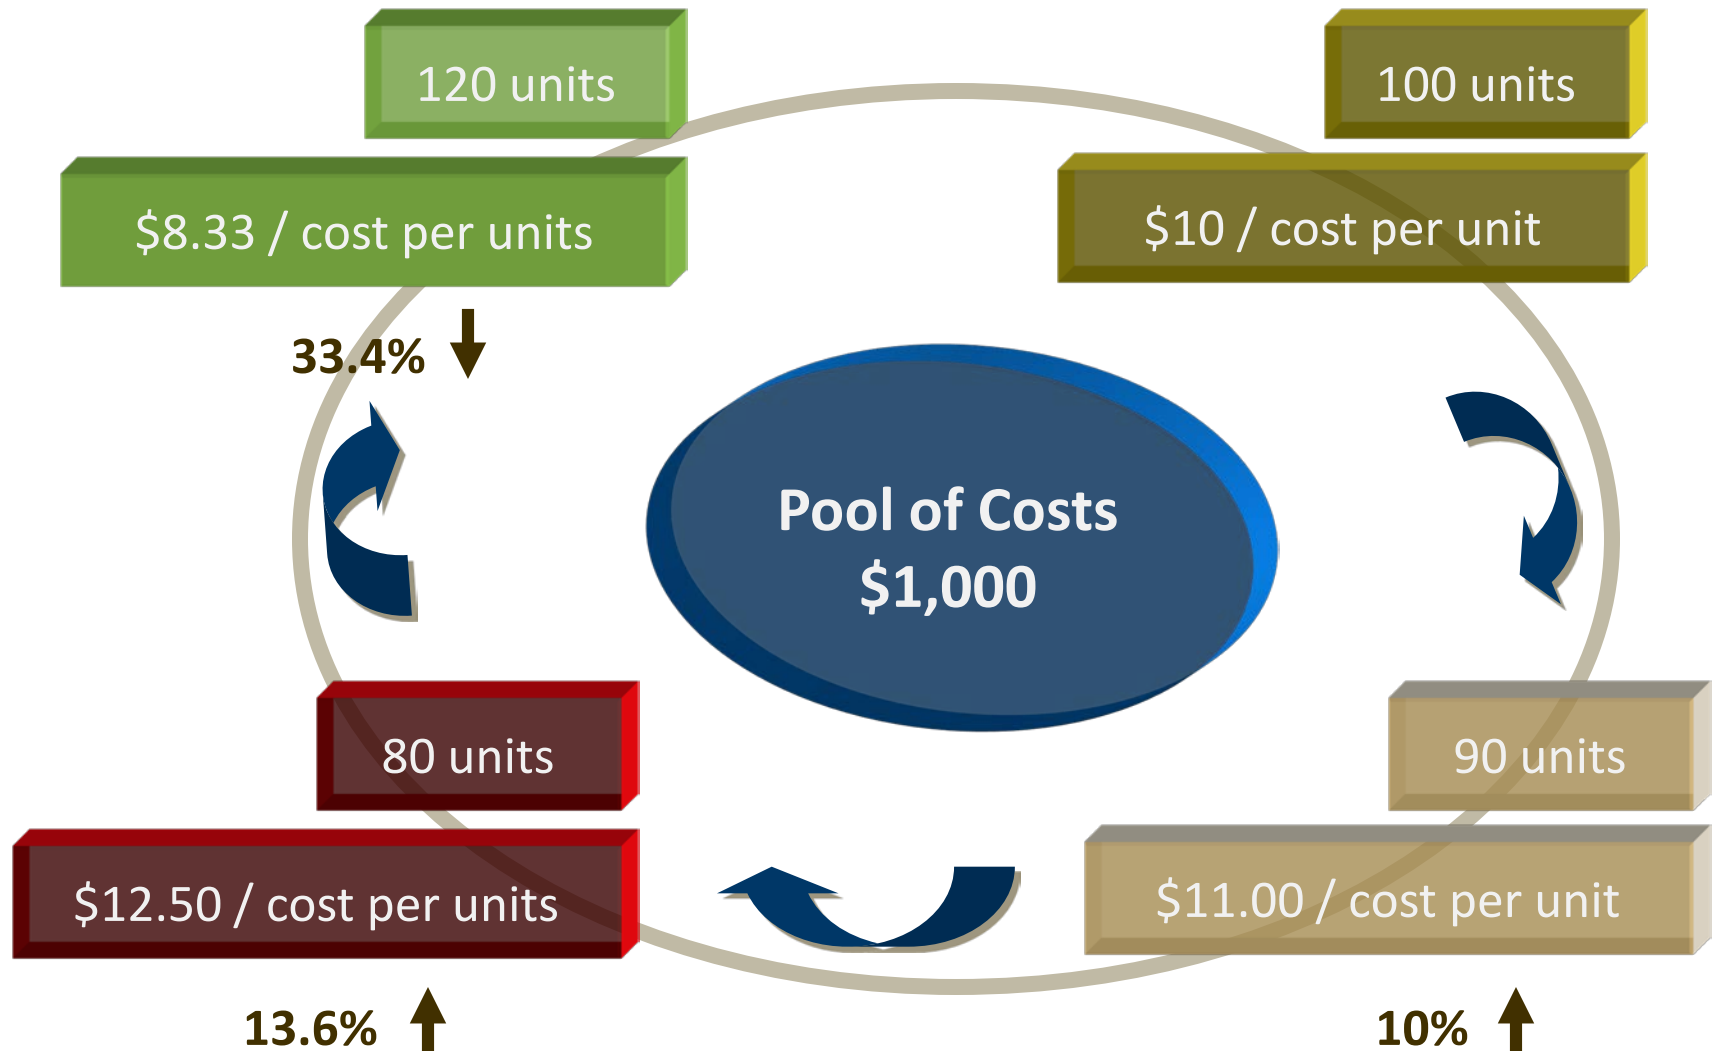 120 units
$8.33 / cost per units
33.4%
100 units
$10 / cost per unit
Pool of Costs
$1,000
80 units
$12.50 / cost per units
13.6%
90 units
$11.00 / cost per unit
10%